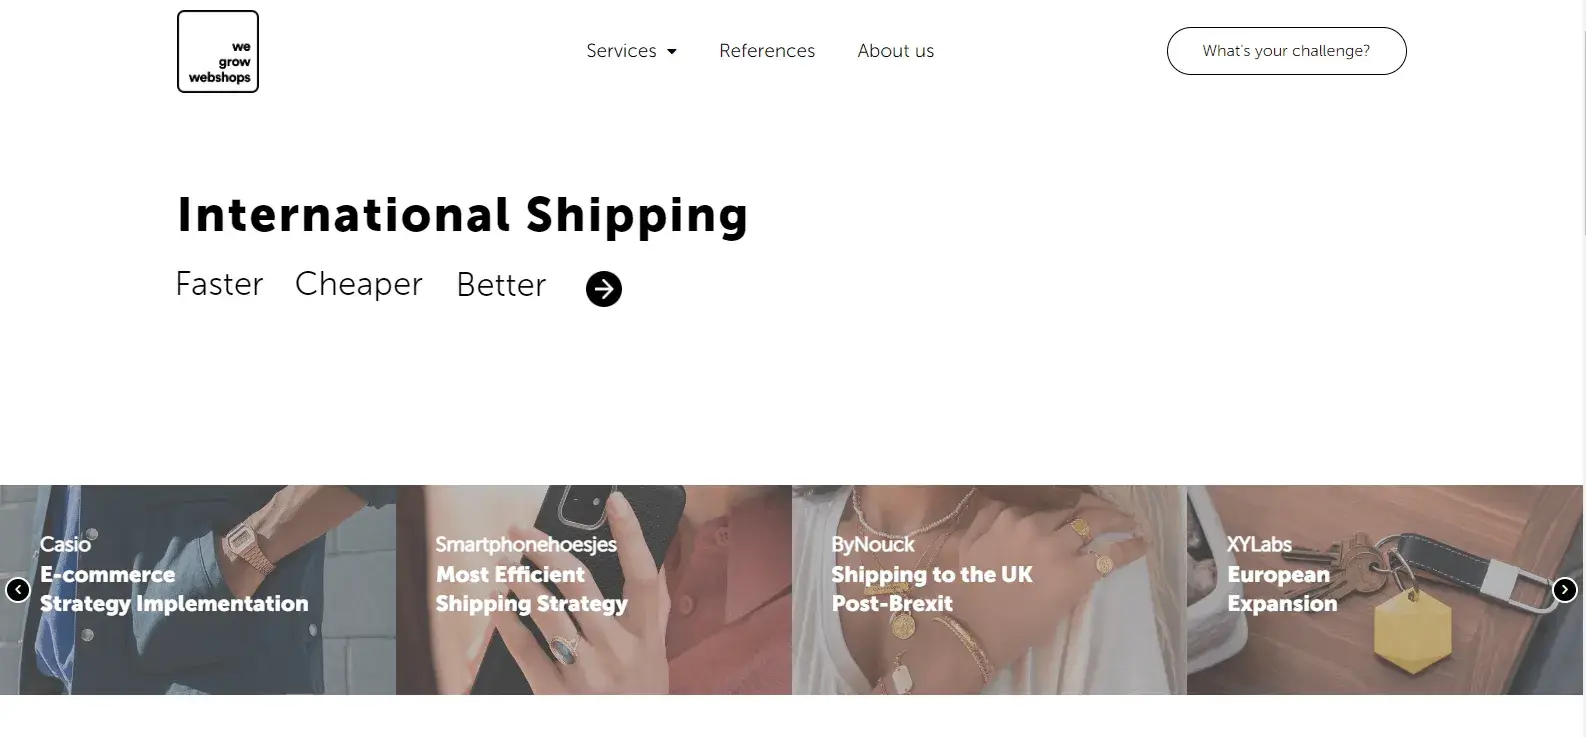 we
grow
webshops
Services
References
About us
What's your challenge?
International Shipping
Faster Cheaper Better
Casio
E-commerce
Strategy Implementation
Smartphonehoesjes
Most Efficient
Shipping Strategy
ByNouck
Shipping to the UK
Post-Brexit
XYLabs
European
Expansion